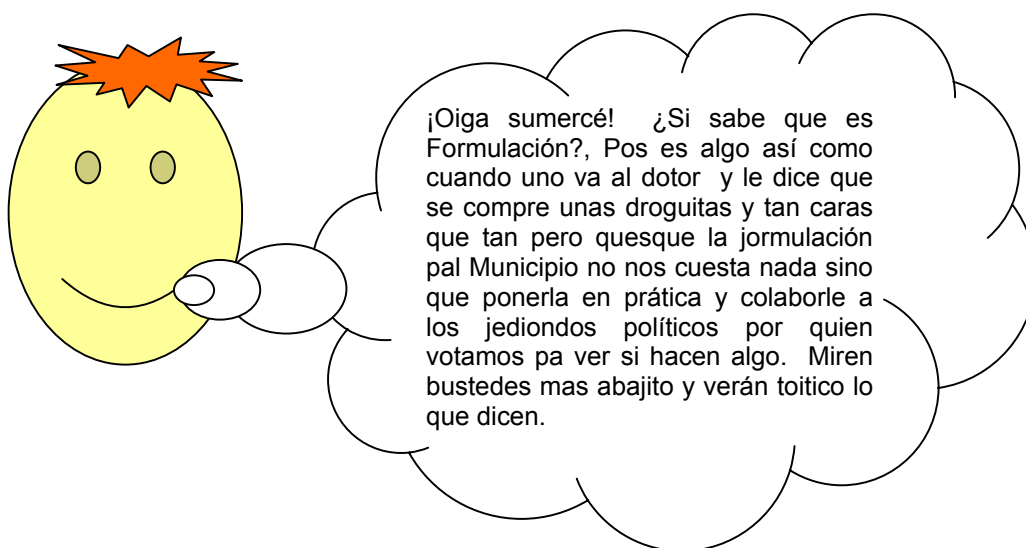 ¡Oiga sumercé! ¿Si sabe que es
Formulación?, Pos es algo así como
cuando uno va al dotor y le dice que
se compre unas droguitas y tan caras
que tan pero quesque la jormulación
pal Municipio no nos cuesta nada sino
que ponerla en prática y colaborle a
los jediondos políticos por quien
votamos pa ver si hacen algo. Miren
bustedes mas abajito y verán toitico lo
que dicen.